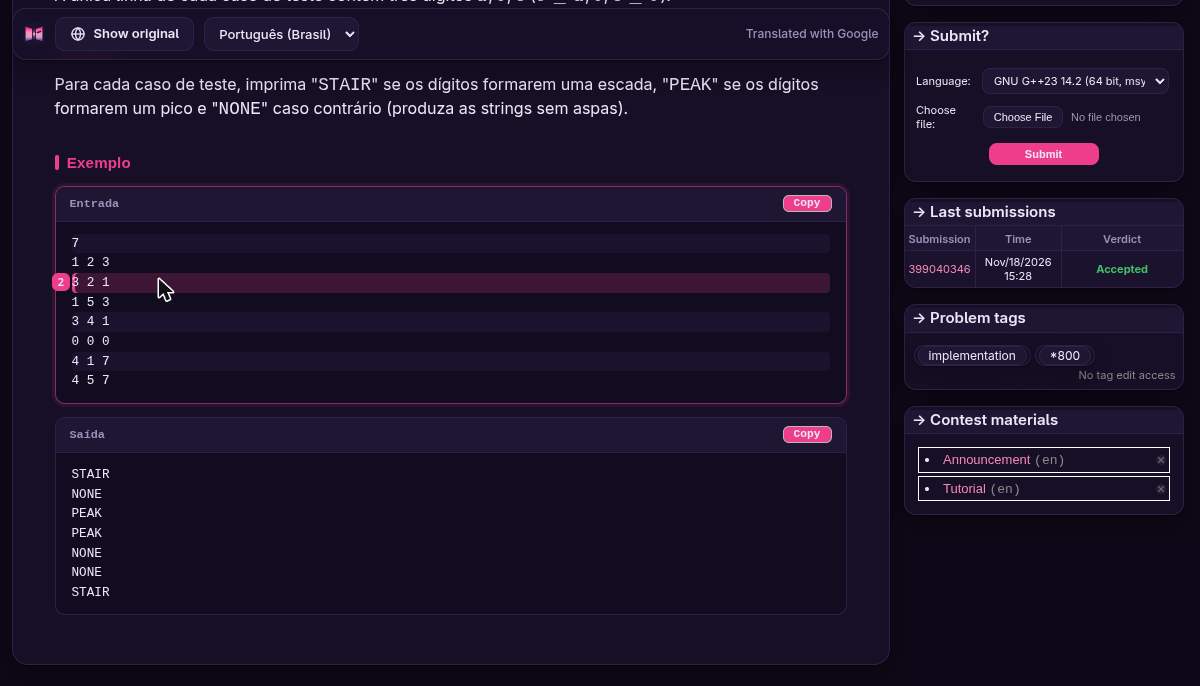 Show original
Português (Brasil)
Translated with Google
Para cada caso de teste, imprima "STAIR" se os dígitos formarem uma escada, "PEAK" se os dígitos
formarem um pico e "NONE" caso contrário (produza as strings sem aspas).
Exemplo
Entrada
Copy
7
1 2 3
2
3 2 1
1 5 3
3 4 1
0 0 0
4 1 7
4 5 7
Saída
Copy
STAIR
NONE
PEAK
PEAK
NONE
NONE
STAIR
→ Submit?
Language:
GNU G++23 14.2 (64 bit, msy
Choose
file:
Choose File
No file chosen
Submit
→ Last submissions
Submission
Time
Verdict
399040346
Nov/18/2026
15:28
Accepted
→ Problem tags
implementation
*800
No tag edit access
→ Contest materials
Announcement (en)
Tutorial (en)